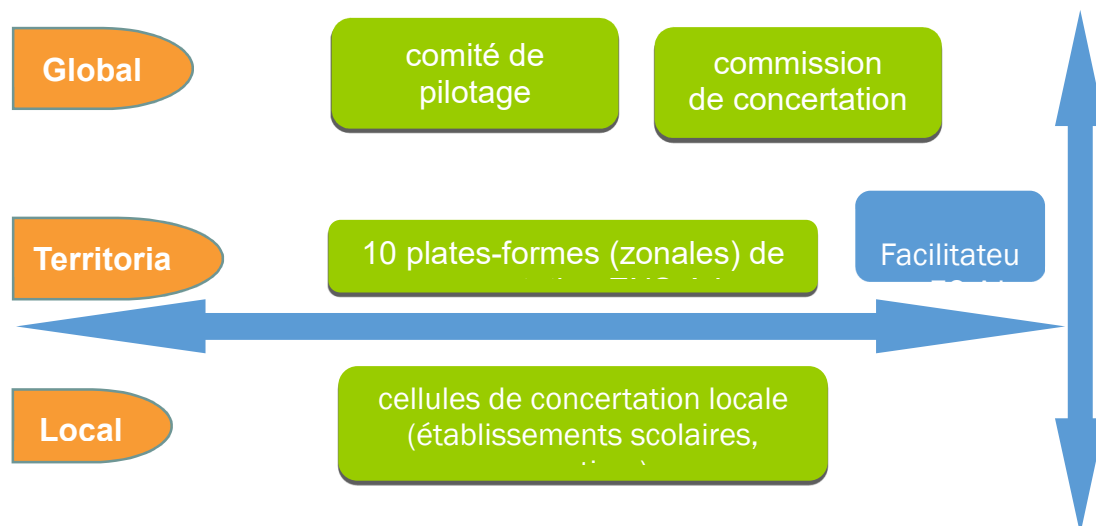 Global
comité de
pilotage
commission
de concertation
Territoria
10 plates-formes (zonales) de
Facilitateu
Local
cellules de concertation locale
(établissements scolaires,